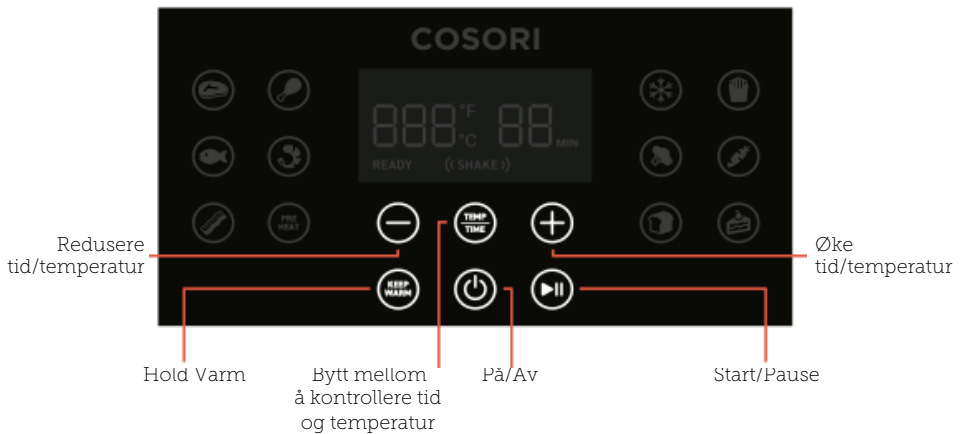 COSORI
888 °F °C 88 MIN
READY ((SHAKE))
PRE
HEAT
TEMP
TIME
Redusere
tid/temperatur
Øke
tid/temperatur
KEEP
WARM
Hold Varm
Bytt mellom
å kontrollere tid
og temperatur
På/Av
Start/Pause